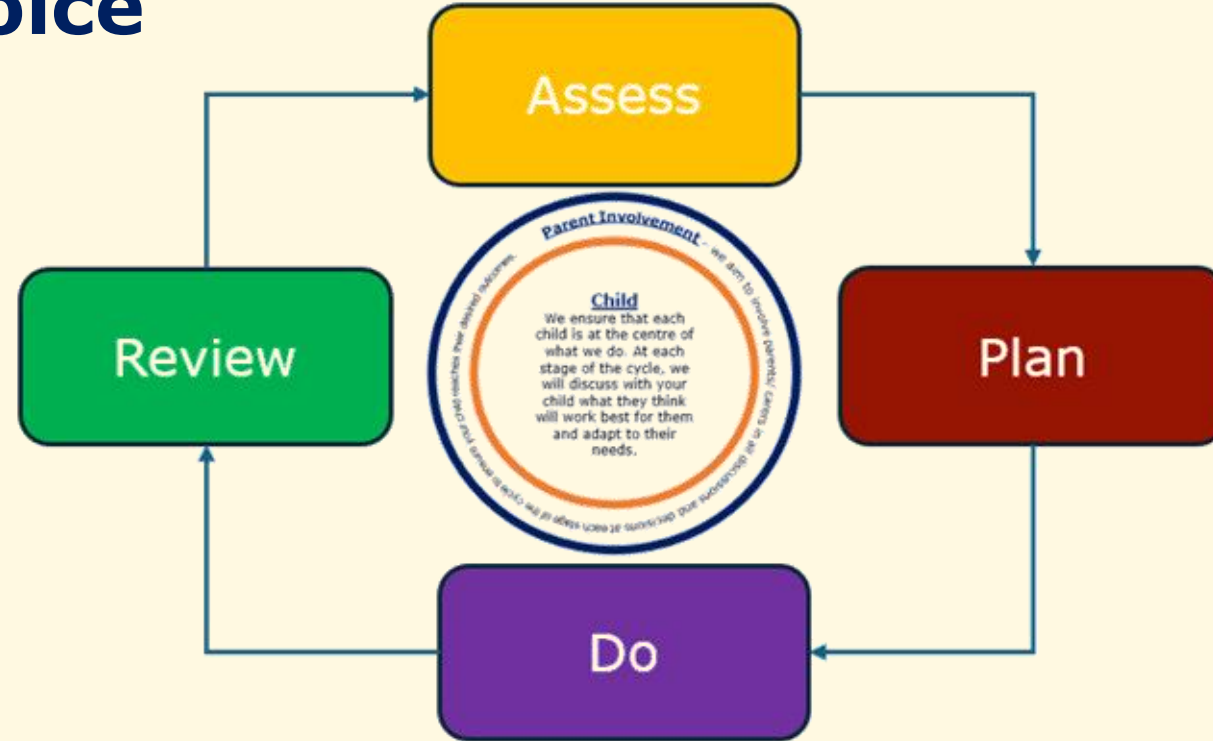 oice
Assess
Parent Involvement - we aim to involve parents/ carers in all discussions and decisions at each stage of the cycle to ensure your child reaches their desired outcomes.
Child
We ensure that each
child is at the centre of
what we do. At each
stage of the cycle, we
will discuss with your
child what they think
will work best for them
and adapt to their
needs.
Review
Plan
Do